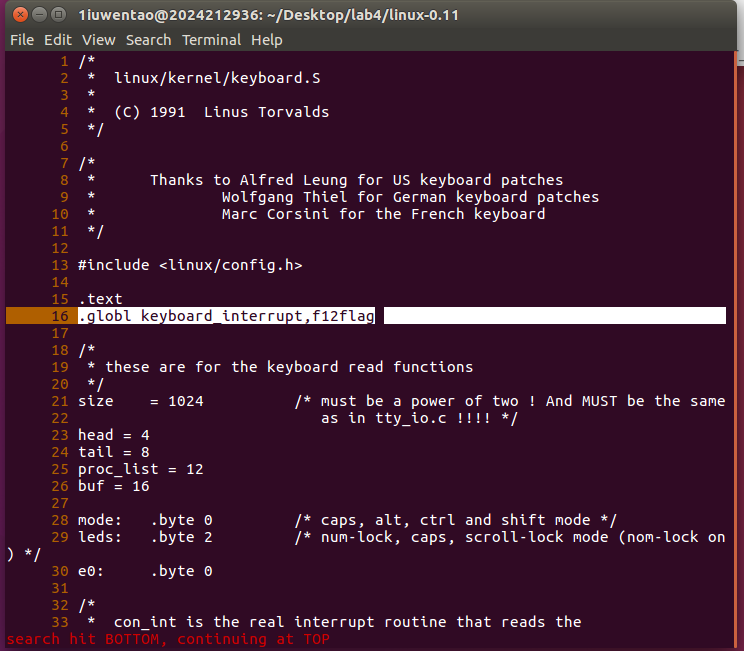 1iuwentao@2024212936: ~/Desktop/lab4/linux-0.11
File Edit View Search Terminal Help
1 /*
2  *  linux/kernel/keyboard.S
3  *
4  *  (C) 1991  Linus Torvalds
5  */
6
7 /*
8  *      Thanks to Alfred Leung for US keyboard patches
9  *              Wolfgang Thiel for German keyboard patches
10  *              Marc Corsini for the French keyboard
11  */
12
13 #include <linux/config.h>
14
15 .text
16 .globl keyboard_interrupt,f12flag
17
18 /*
19  * these are for the keyboard read functions
20  */
21 size    = 1024          /* must be a power of two ! And MUST be the same
22                            as in tty_io.c !!!! */
23 head = 4
24 tail = 8
25 proc_list = 12
26 buf = 16
27
28 mode:   .byte 0         /* caps, alt, ctrl and shift mode */
29 leds:   .byte 2         /* num-lock, caps, scroll-lock mode (nom-lock on
) */
30 e0:     .byte 0
31
32 /*
33  *  con_int is the real interrupt routine that reads the
search hit BOTTOM, continuing at TOP